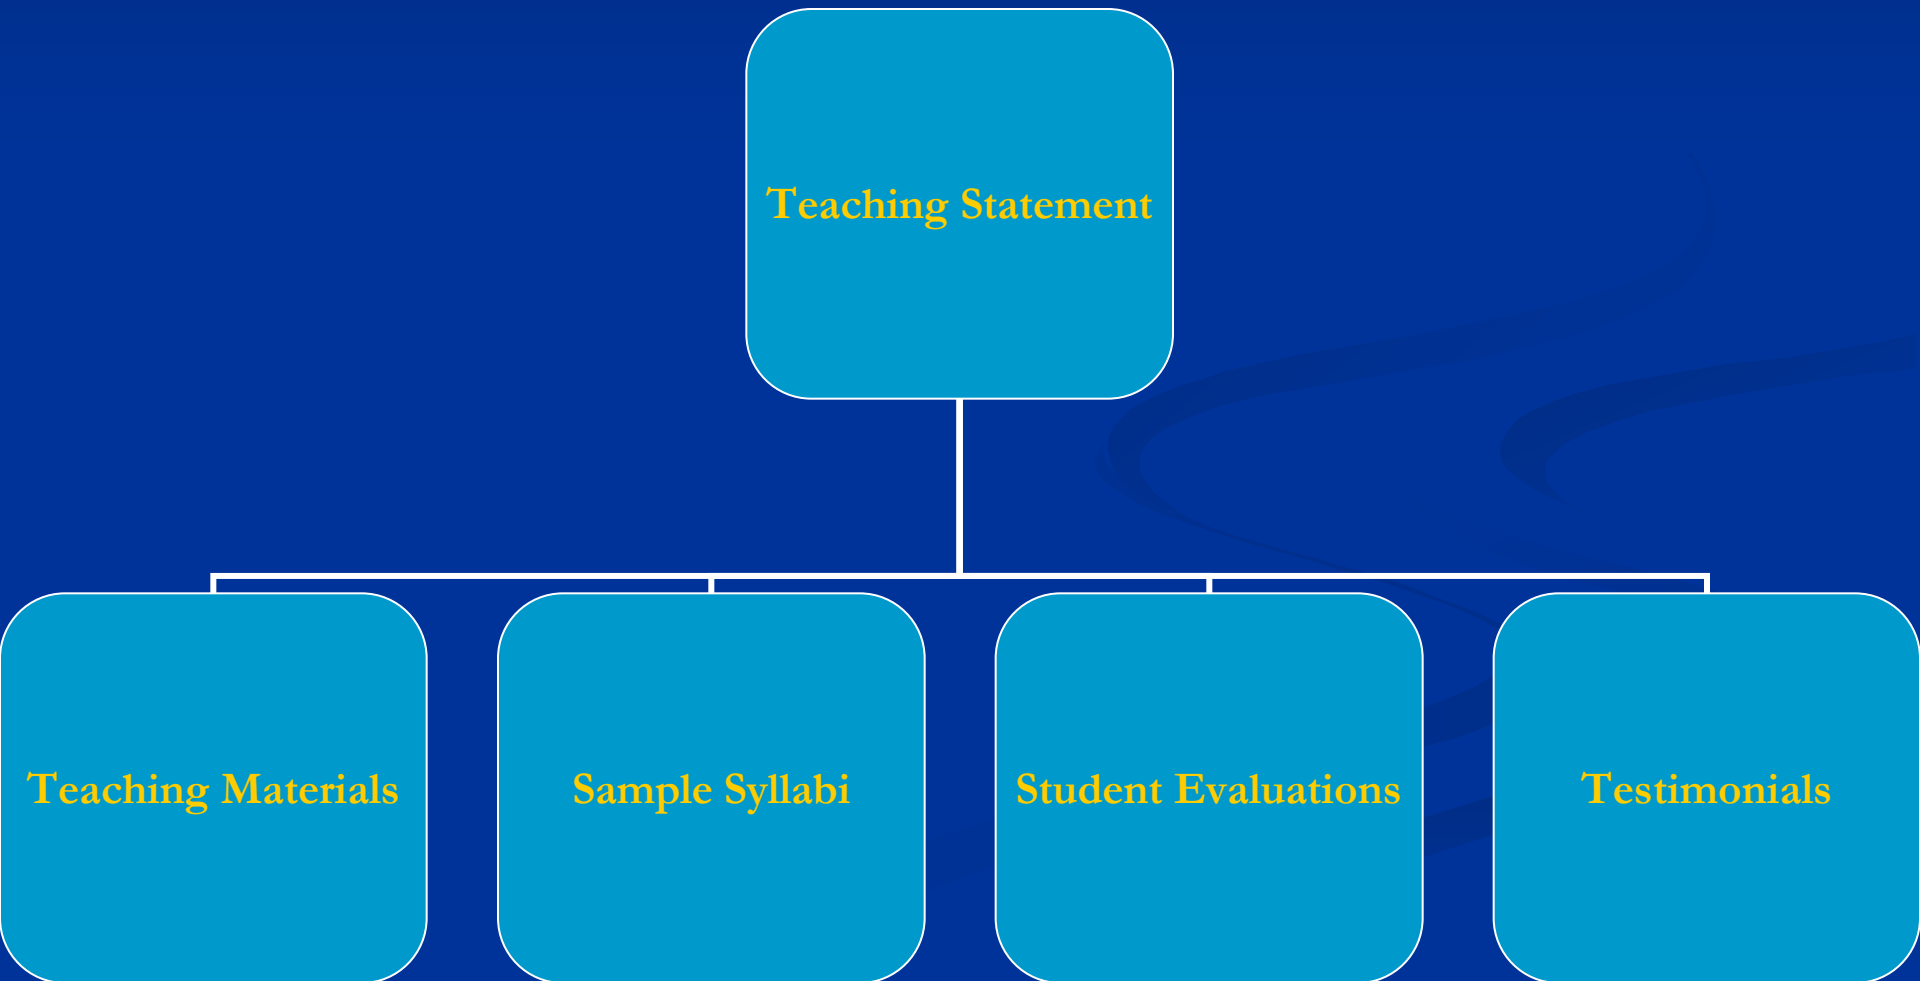 Teaching Statement
Teaching Materials
Sample Syllabi
Student Evaluations
Testimonials